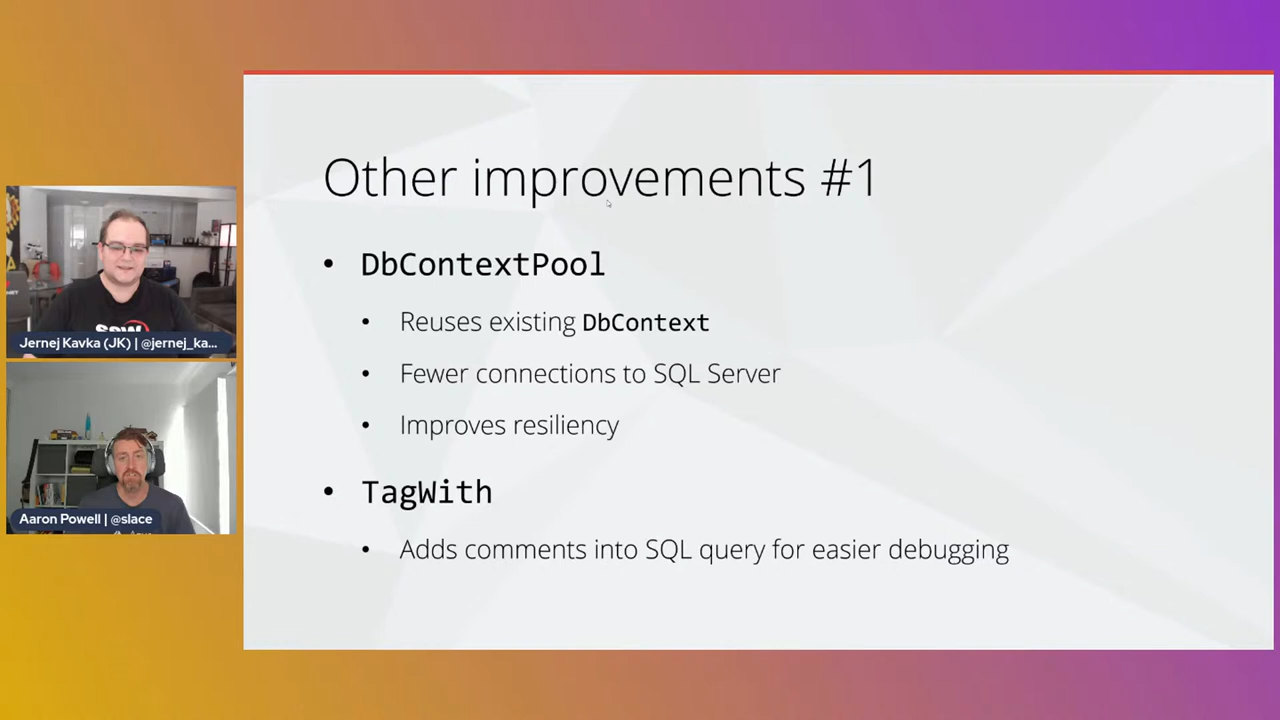 Other improvements #1
• DbContextPool
• Reuses existing DbContext
• Fewer connections to SQL Server
• Improves resiliency
• TagWith
• Adds comments into SQL query for easier debugging
SSW
Jernej Kavka (JK) | @jernej_ka...
Aaron Powell | @slace